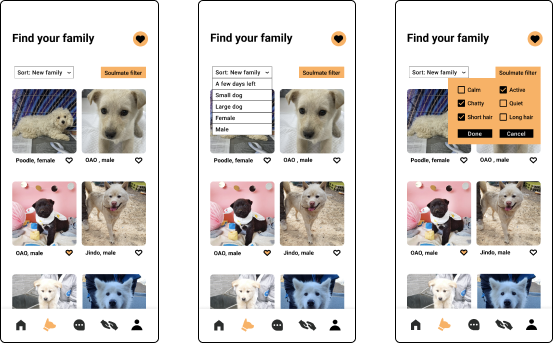 Find your family
Sort: New family
Soulmate filter
Poodle, female
OAO , male
OAO, male
Jindo, male
Find your family
Sort: New family
Soulmate filter
A few days left
Small dog
Large dog
Female
Male
Poodle, female
OAO , male
OAO, male
Jindo, male
Find your family
Sort: New family
Soulmate filter
Calm
Active
Chatty
Quiet
Short hair
Long hair
Done
Cancel
Poodle, female
OAO , male
OAO, male
Jindo, male